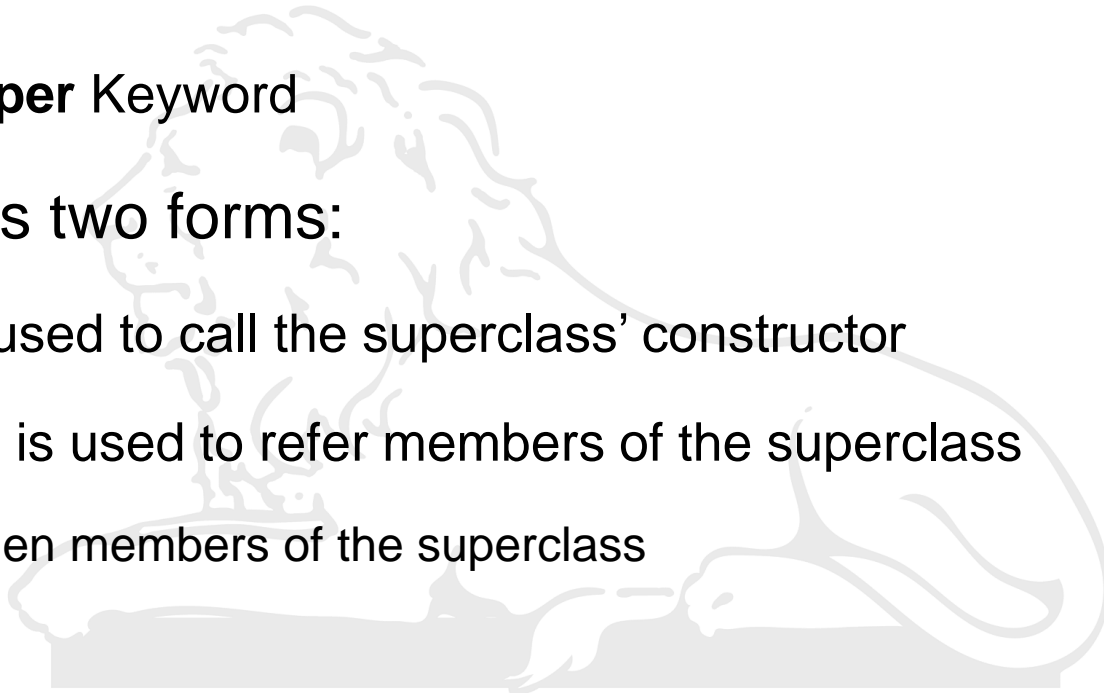 per Keyword
s two forms:
used to call the superclass’ constructor
is used to refer members of the superclass
en members of the superclass